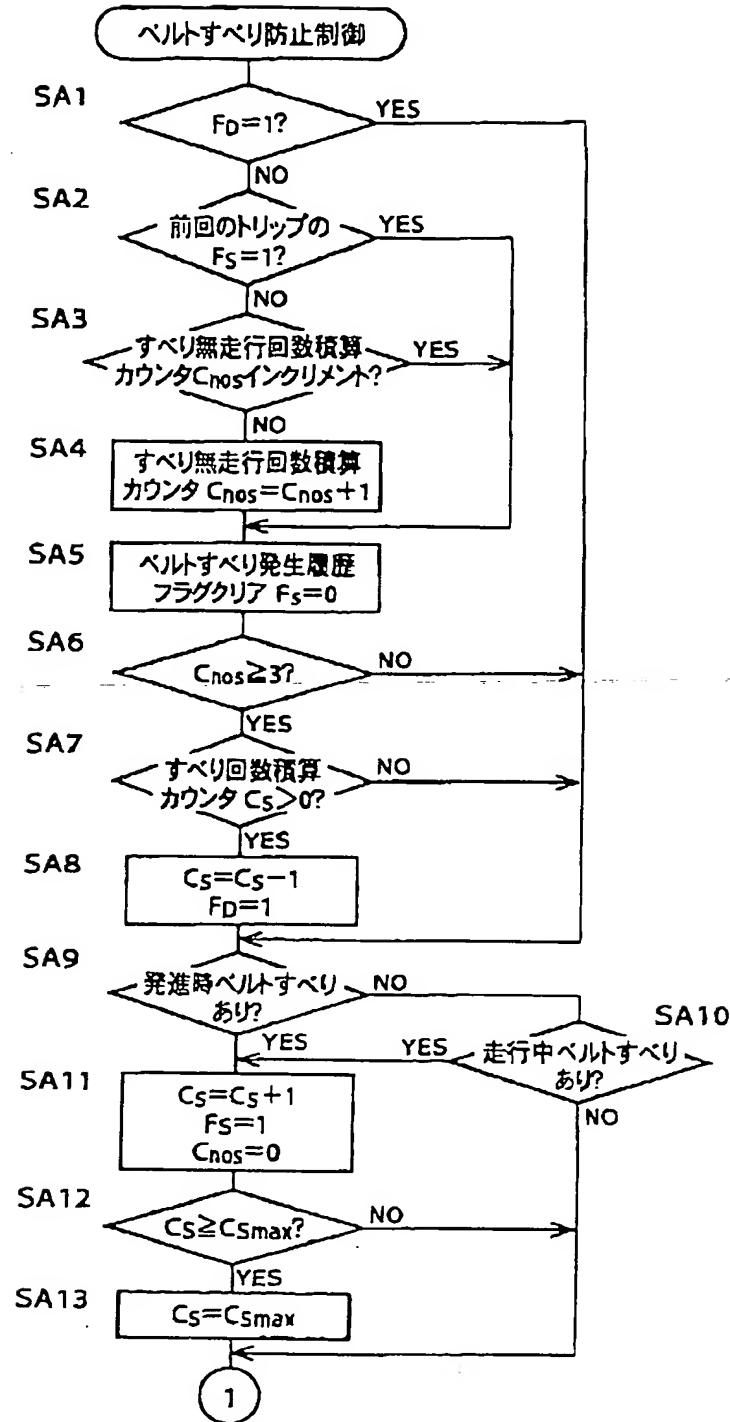 ベルトすべり防止制御
SA1
FD=1?
YES
NO
SA2
前回のトリップの
FS=1?
YES
NO
SA3
すべり無走行回数積算
カウンタCnosインクリメント?
YES
NO
SA4
すべり無走行回数積算
カウンタ Cnos=Cnos+1
SA5
ベルトすべり発生履歴
フラグクリア FS=0
SA6
Cnos≧3?
NO
YES
SA7
すべり回数積算
カウンタ CS>0?
NO
YES
SA8
CS=CS-1
FD=1
SA9
発進時ベルトすべり
あり?
NO
YES
SA10
走行中ベルトすべり
あり?
YES
NO
SA11
CS=CS+1
FS=1
Cnos=0
SA12
CS≧CSmax?
NO
YES
SA13
CS=CSmax
1